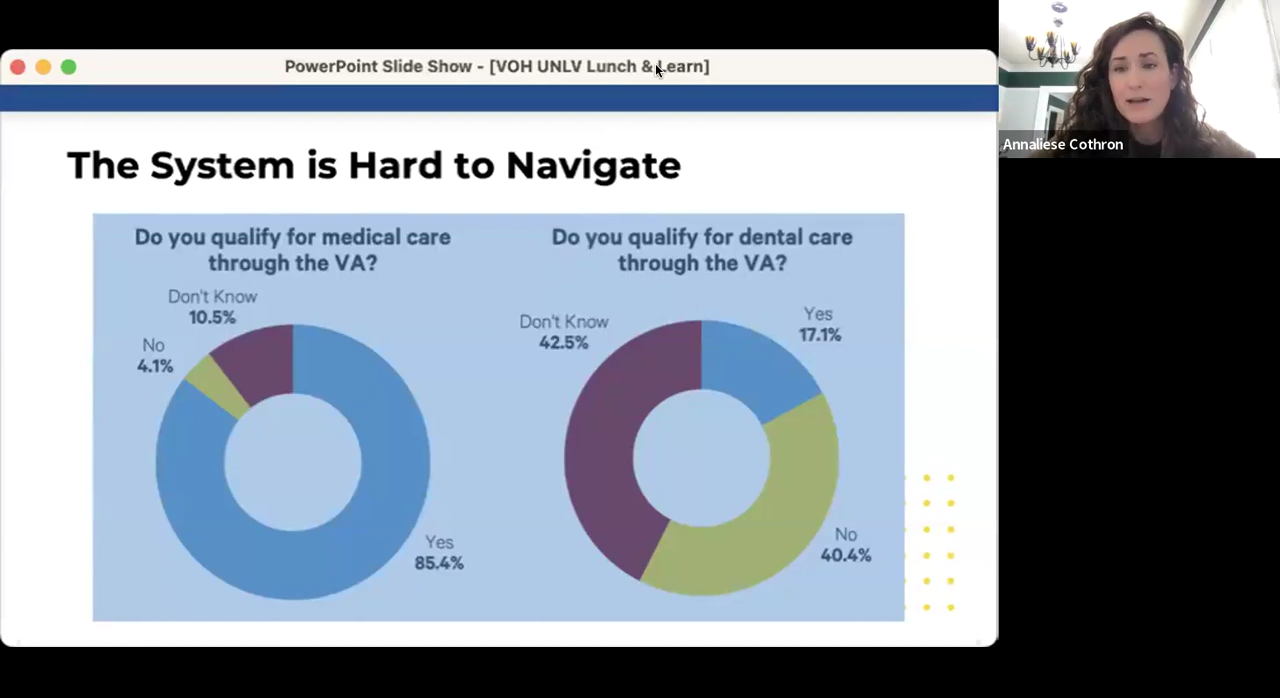 PowerPoint Slide Show - [VOH UNLV Lunch & Learn]
Annaliese Cothron
The System is Hard to Navigate
Do you qualify for medical care
through the VA?
Don't Know
10.5%
No
4.1%
Yes
85.4%
Do you qualify for dental care
through the VA?
Don't Know
42.5%
Yes
17.1%
No
40.4%